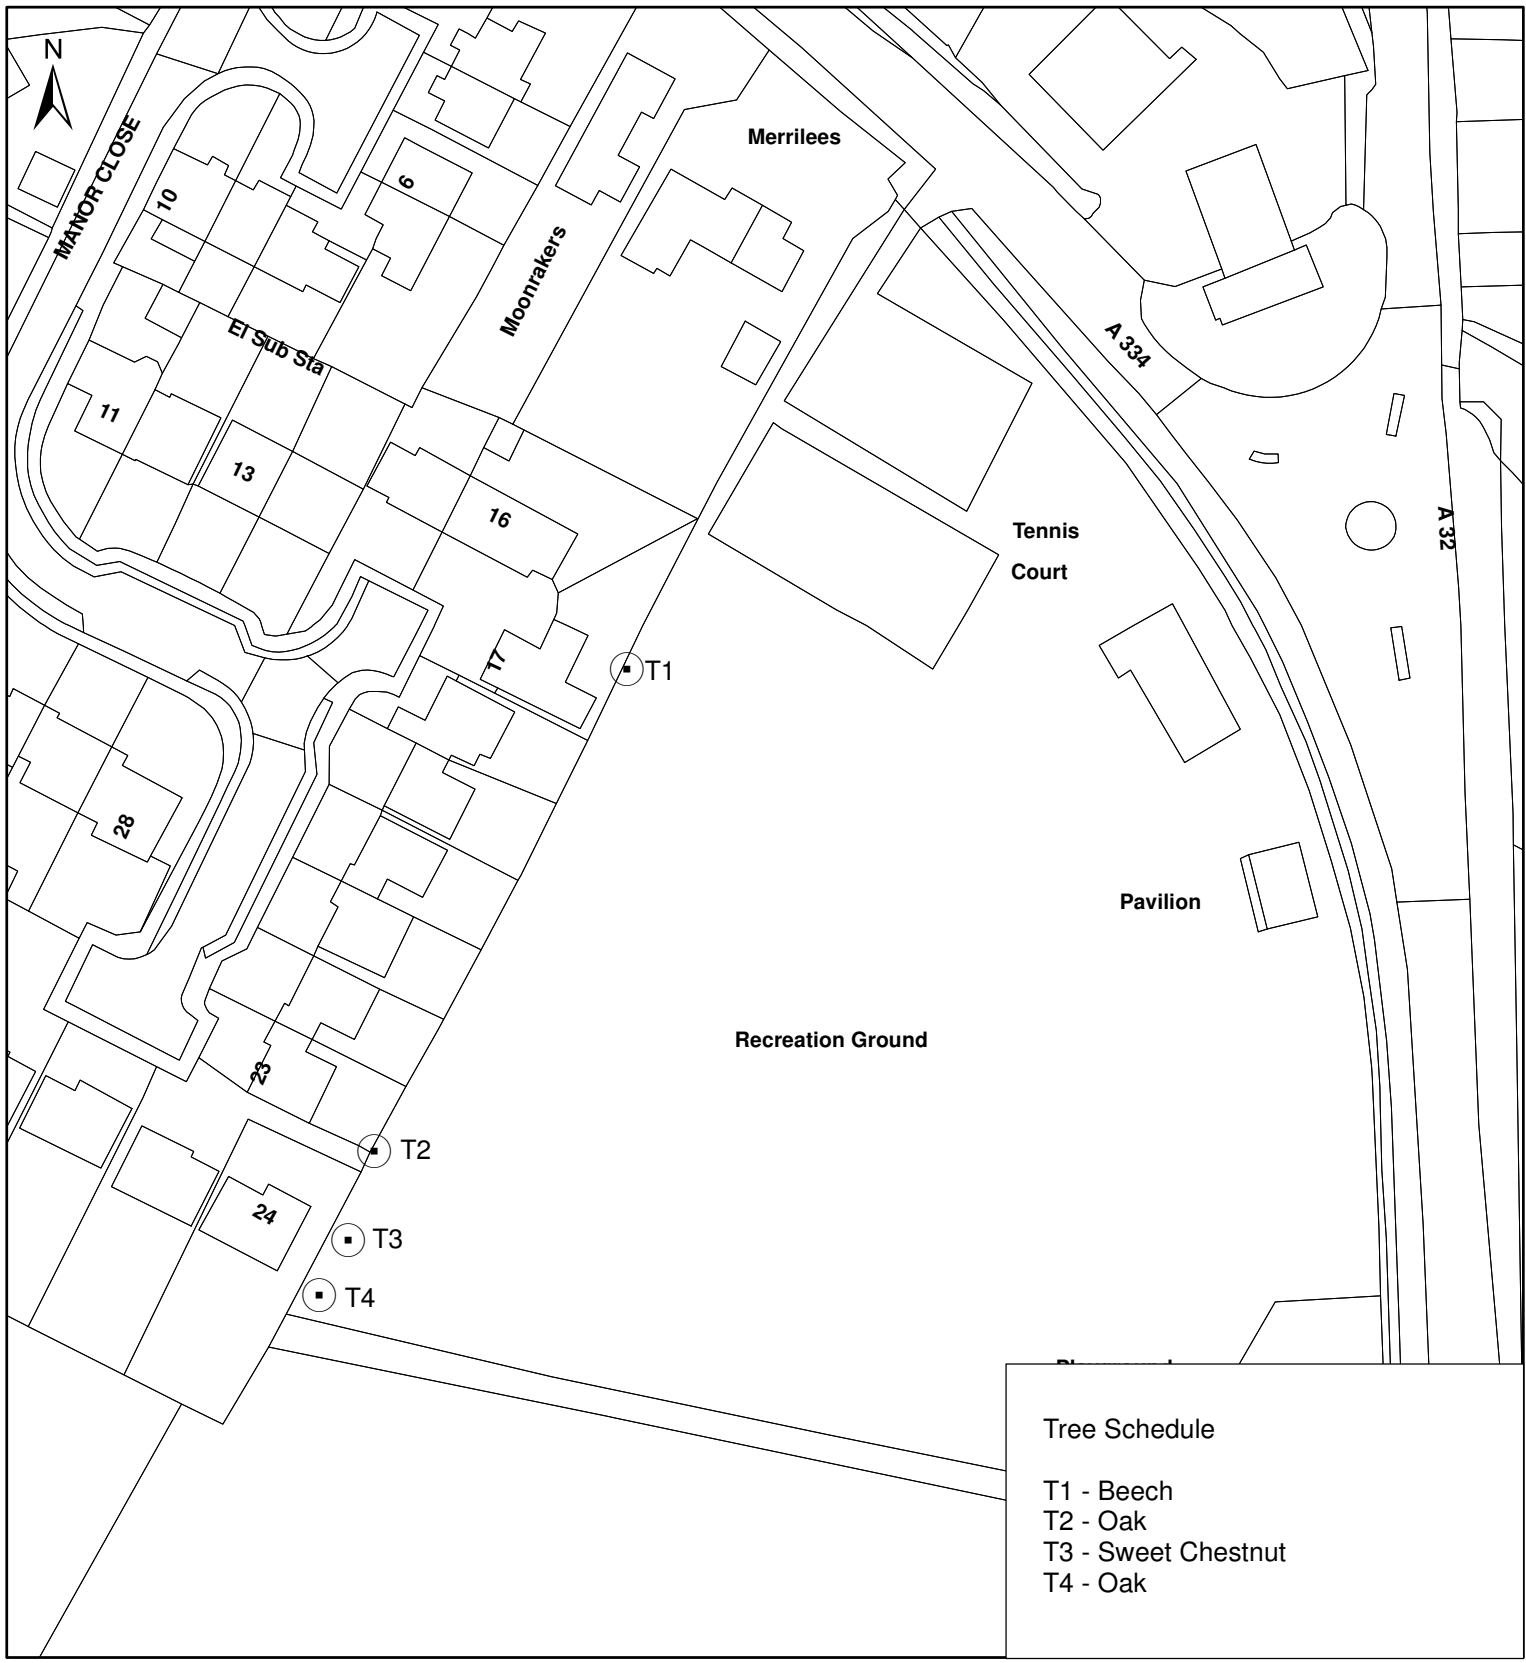 N
MANOR CLOSE
Merrilees
10
6
Moonrakers
El Sub Sta
A 334
11
13
16
Tennis
Court
A 32
17
T1
28
Pavilion
Recreation Ground
23
T2
24
T3
T4
Tree Schedule
T1 - Beech
T2 - Oak
T3 - Sweet Chestnut
T4 - Oak